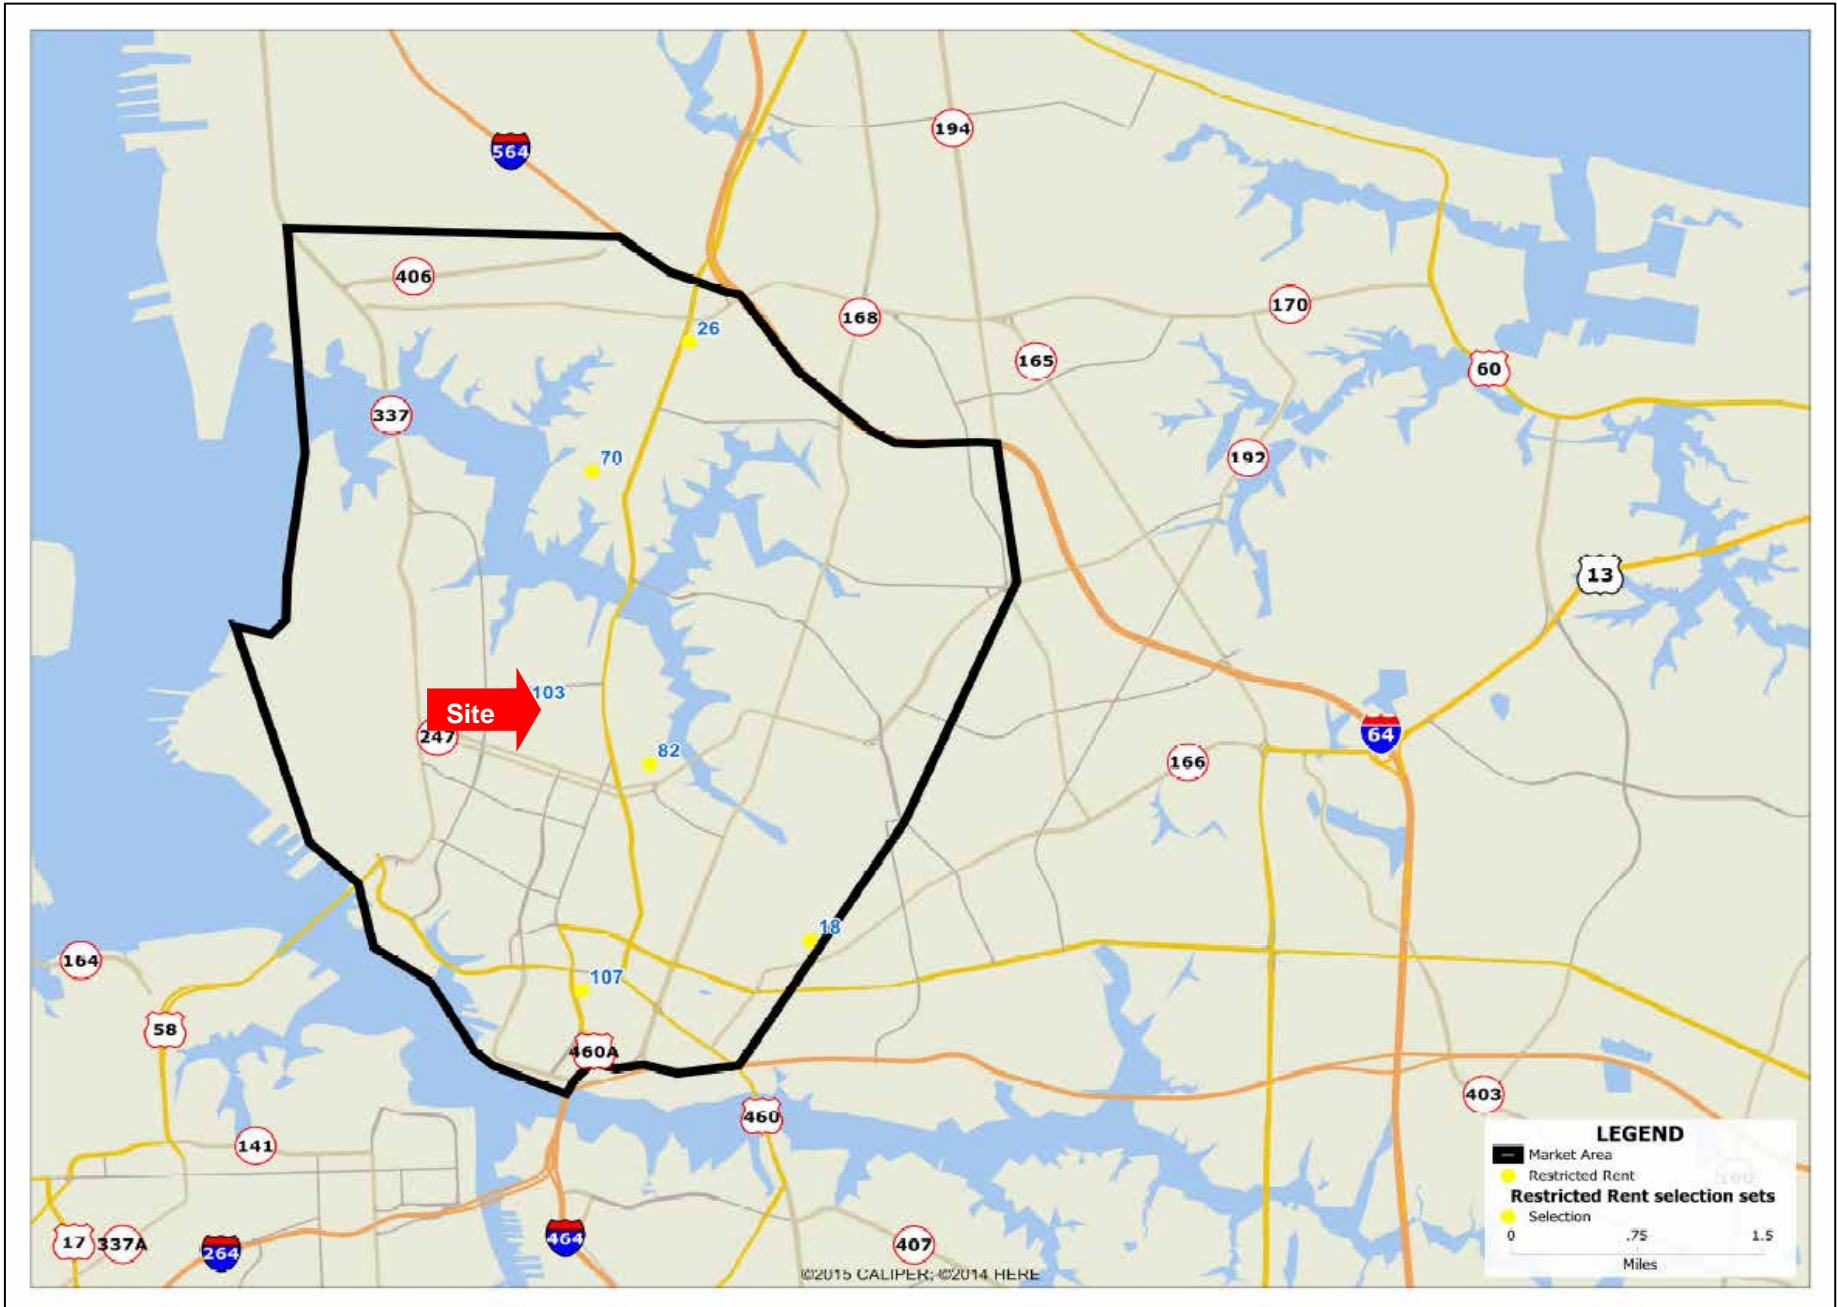 194
564
406
26
168
170
165
60
337
70
192
13
103
Site
247
82
64
166
18
164
107
58
460A
403
460
141
LEGEND
Market Area
Restricted Rent
Restricted Rent selection sets
Selection
0 .75 1.5
Miles
17
337A
264
464
407
©2015 CALIPER; ©2014 HERE